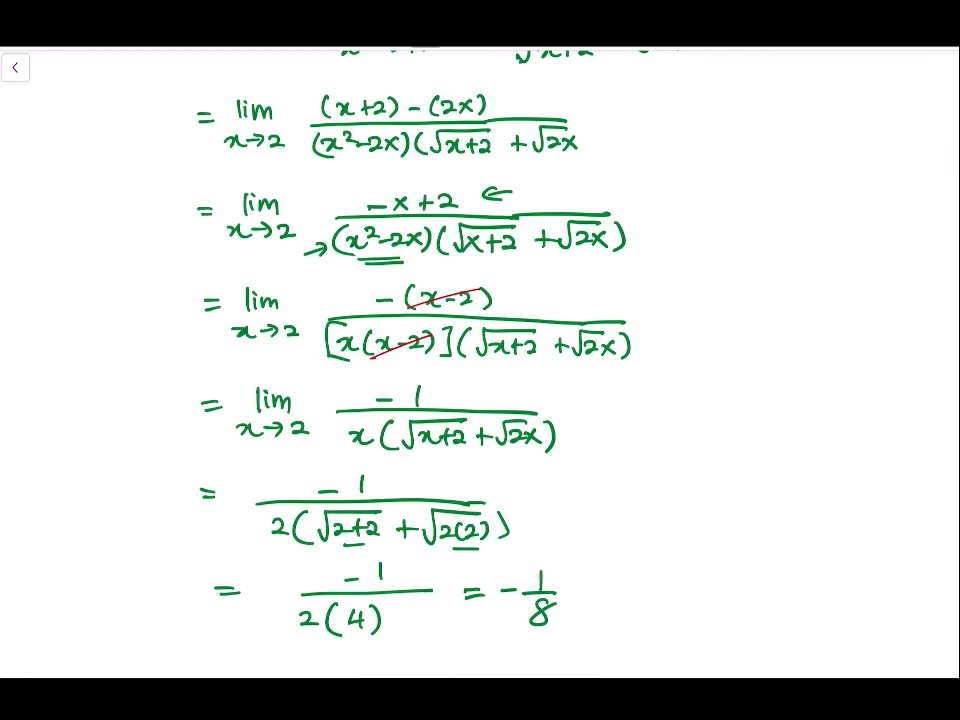 = lim x→2 (x+2) - (2x) / (x²-2x)(√x+2 + √2x
= lim x→2 -x+2 ← / → (x²-2x)(√x+2 + √2x)
= lim x→2 -(x-2) / [x(x-2)](√x+2 + √2x)
= lim x→2 -1 / x(√x+2 + √2x)
= -1 / 2(√2+2 + √2(2))
= -1 / 2(4) = -1/8